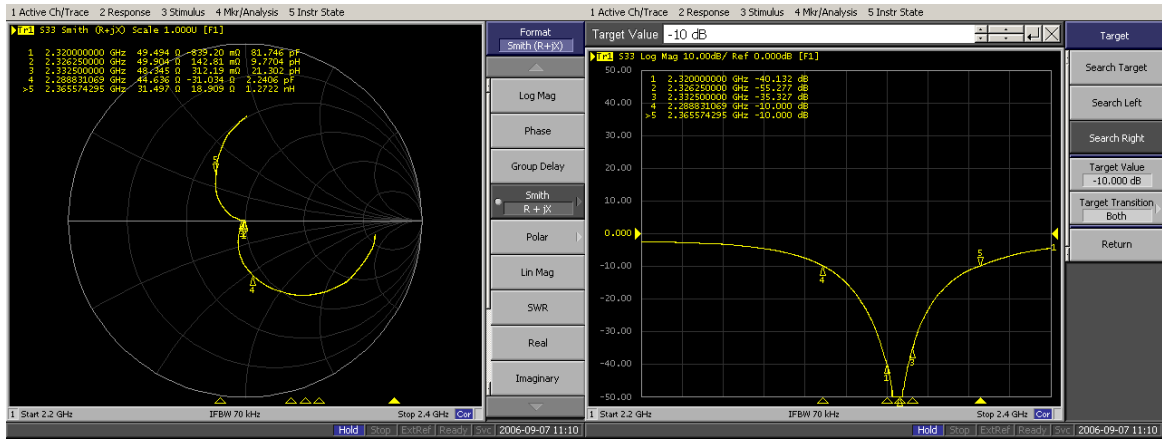 1 Active Ch/Trace 2 Response 3 Stimulus 4 Mkr/Analysis 5 Instr State
Tr1 S33 Smith (R+jX) Scale 1.000U [F1]
1 2.320000000 GHz 49.494 Ω -839.20 mΩ 81.746 pF
2 2.326250000 GHz 49.904 Ω 142.81 mΩ 9.7704 pH
3 2.332500000 GHz 48.345 Ω 312.19 mΩ 21.302 pH
4 2.288831069 GHz 44.636 Ω -31.034 Ω 2.2406 pF
>5 2.365574295 GHz 31.497 Ω 18.909 Ω 1.2722 nH
5
4
Format
Smith (R+jX)
Log Mag
Phase
Group Delay
Smith
R + jX
Polar
Lin Mag
SWR
Real
Imaginary
1 Start 2.2 GHz IFBW 70 kHz Stop 2.4 GHz Cor
Hold Stop ExtRef Ready Svc 2006-09-07 11:10
1 Active Ch/Trace 2 Response 3 Stimulus 4 Mkr/Analysis 5 Instr State
Target Value -10 dB
Tr1 S33 Log Mag 10.00dB/ Ref 0.000dB [F1]
1 2.320000000 GHz -40.132 dB
2 2.326250000 GHz -55.277 dB
3 2.332500000 GHz -35.327 dB
4 2.288831069 GHz -10.000 dB
>5 2.365574295 GHz -10.000 dB
50.00
40.00
30.00
20.00
10.00
0.000
-10.00
-20.00
-30.00
-40.00
-50.00
4
5
1
3
1
Target
Search Target
Search Left
Search Right
Target Value
-10.000 dB
Target Transition
Both
Return
1 Start 2.2 GHz IFBW 70 kHz Stop 2.4 GHz Cor
Hold Stop ExtRef Ready Svc 2006-09-07 11:10